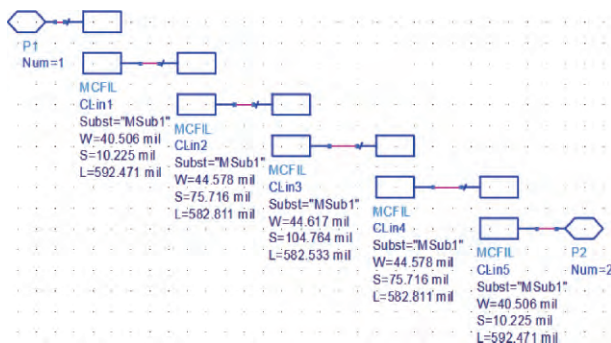 P1
Num=1
MCFIL
CLin1
Subst="MSub1"
W=40.506 mil
S=10.225 mil
L=592.471 mil
MCFIL
CLin2
Subst="MSub1"
W=44.578 mil
S=75.716 mil
L=582.811 mil
MCFIL
CLin3
Subst="MSub1"
W=44.617 mil
S=104.764 mil
L=582.533 mil
MCFIL
CLin4
Subst="MSub1"
W=44.578 mil
S=75.716 mil
L=582.811 mil
MCFIL
CLin5
Subst="MSub1"
W=40.506 mil
S=10.225 mil
L=592.471 mil
P2
Num=2